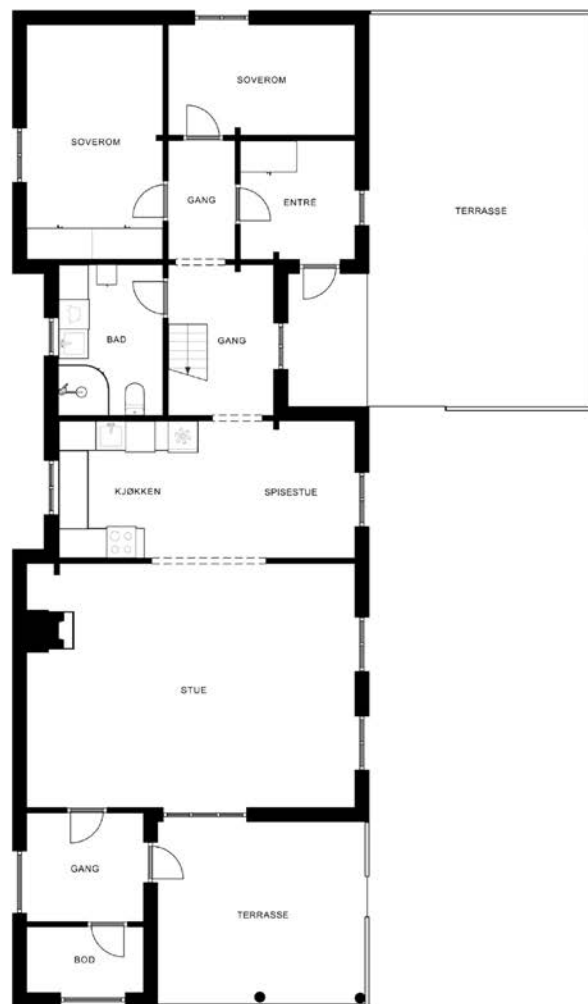 SOVEROM
SOVEROM
GANG
ENTRÉ
TERRASSE
BAD
GANG
KJØKKEN
SPISESTUE
STUE
GANG
TERRASSE
BOD